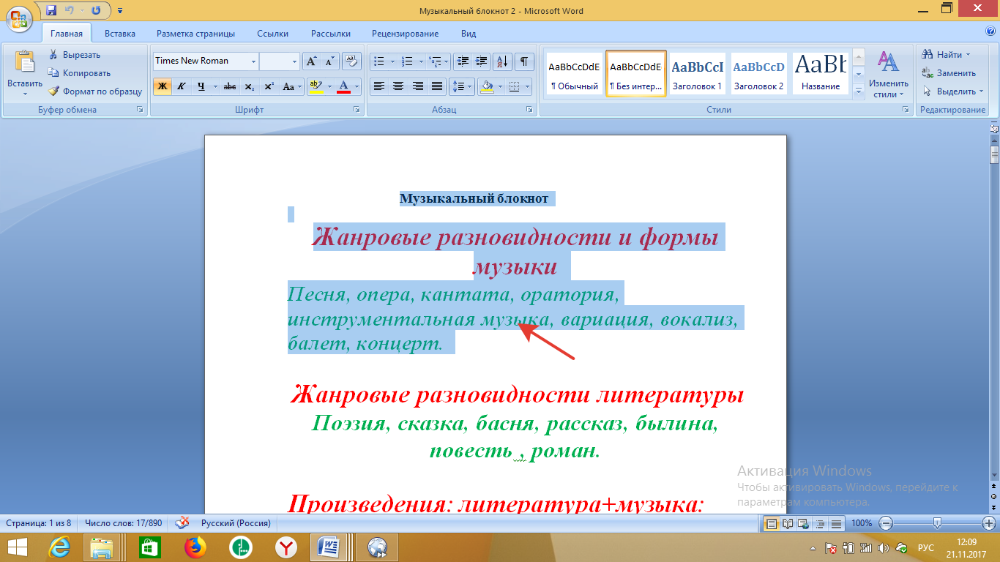 Музыкальный блокнот 2 - Microsoft Word
Главная Вставка Разметка страницы Ссылки Рассылки Рецензирование Вид
Вставить
Вырезать
Копировать
Формат по образцу
Буфер обмена
Times New Roman
Ж К Ч abc x₂ x² Aa ab A
Шрифт
Абзац
AaBbCcDdE AaBbCcDdE AaBbCcI AaBbCcD AaBb
¶ Обычный ¶ Без интер... Заголовок 1 Заголовок 2 Название
Изменить
стили
Стили
Найти
Заменить
Выделить
Редактирование
Музыкальный блокнот
Жанровые разновидности и формы
музыки
Песня, опера, кантата, оратория,
инструментальная музыка, вариация, вокализ,
балет, концерт.
Жанровые разновидности литературы
Поэзия, сказка, басня, рассказ, былина,
повесть , роман.
Произведения: литература+музыка:
Активация Windows
Чтобы активировать Windows, перейдите к
параметрам компьютера.
Страница: 1 из 8 Число слов: 17/890 Русский (Россия) 100%
РУС
12:09
21.11.2017